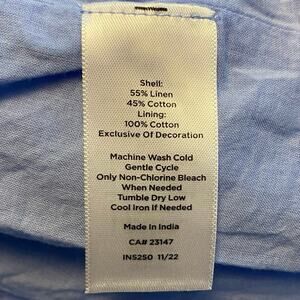 Shell:
55% Linen
45% Cotton
Lining:
100% Cotton
Exclusive Of Decoration
Machine Wash Cold
Gentle Cycle
Only Non-Chlorine Bleach
When Needed
Tumble Dry Low
Cool Iron If Needed
Made In India
CA# 23147
IN5250 11/22